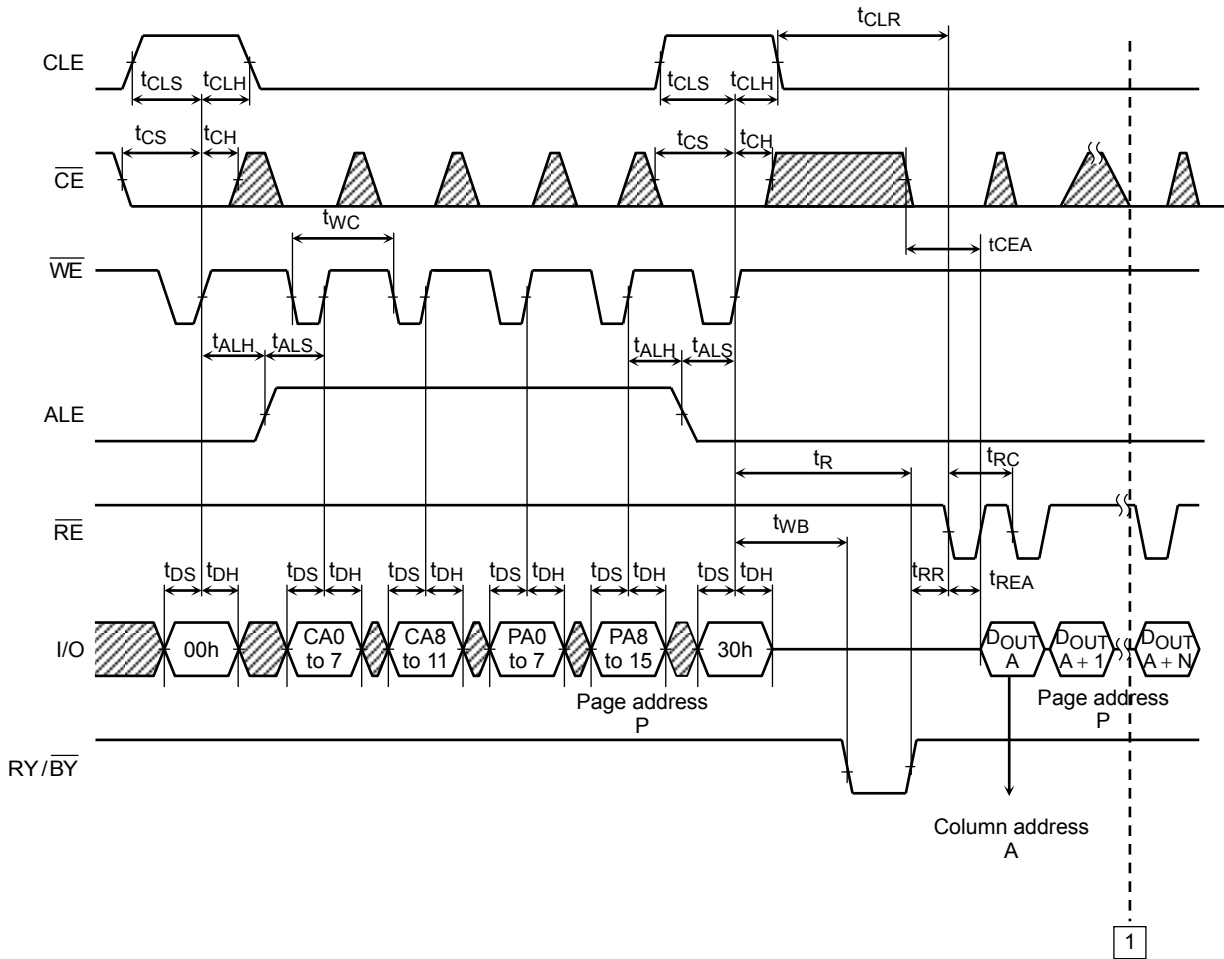 tCLR
CLE
tCLS tCLH tCLS tCLH
tCS tCH tCS tCH
CE
tWC
tCEA
WE
tALH tALS tALH tALS
ALE
tR tRC
RE
tWB
tDS tDH tDS tDH tDS tDH tDS tDH tDS tDH tDS tDH tRR tREA
I/O
00h
CA0
to 7
CA8
to 11
PA0
to 7
PA8
to 15
30h
DOUT
A
DOUT
A + 1
DOUT
A + N
Page address
P
Page address
P
RY/BY
Column address
A
1